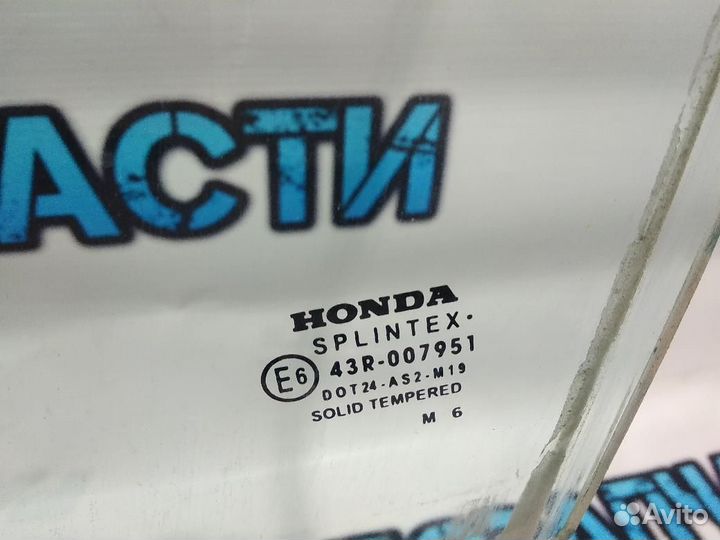 АСТИ
HONDA
SPLINTEX.
E6 43R-007951
DOT24-AS2-M19
SOLID TEMPERED
M 6
Avito